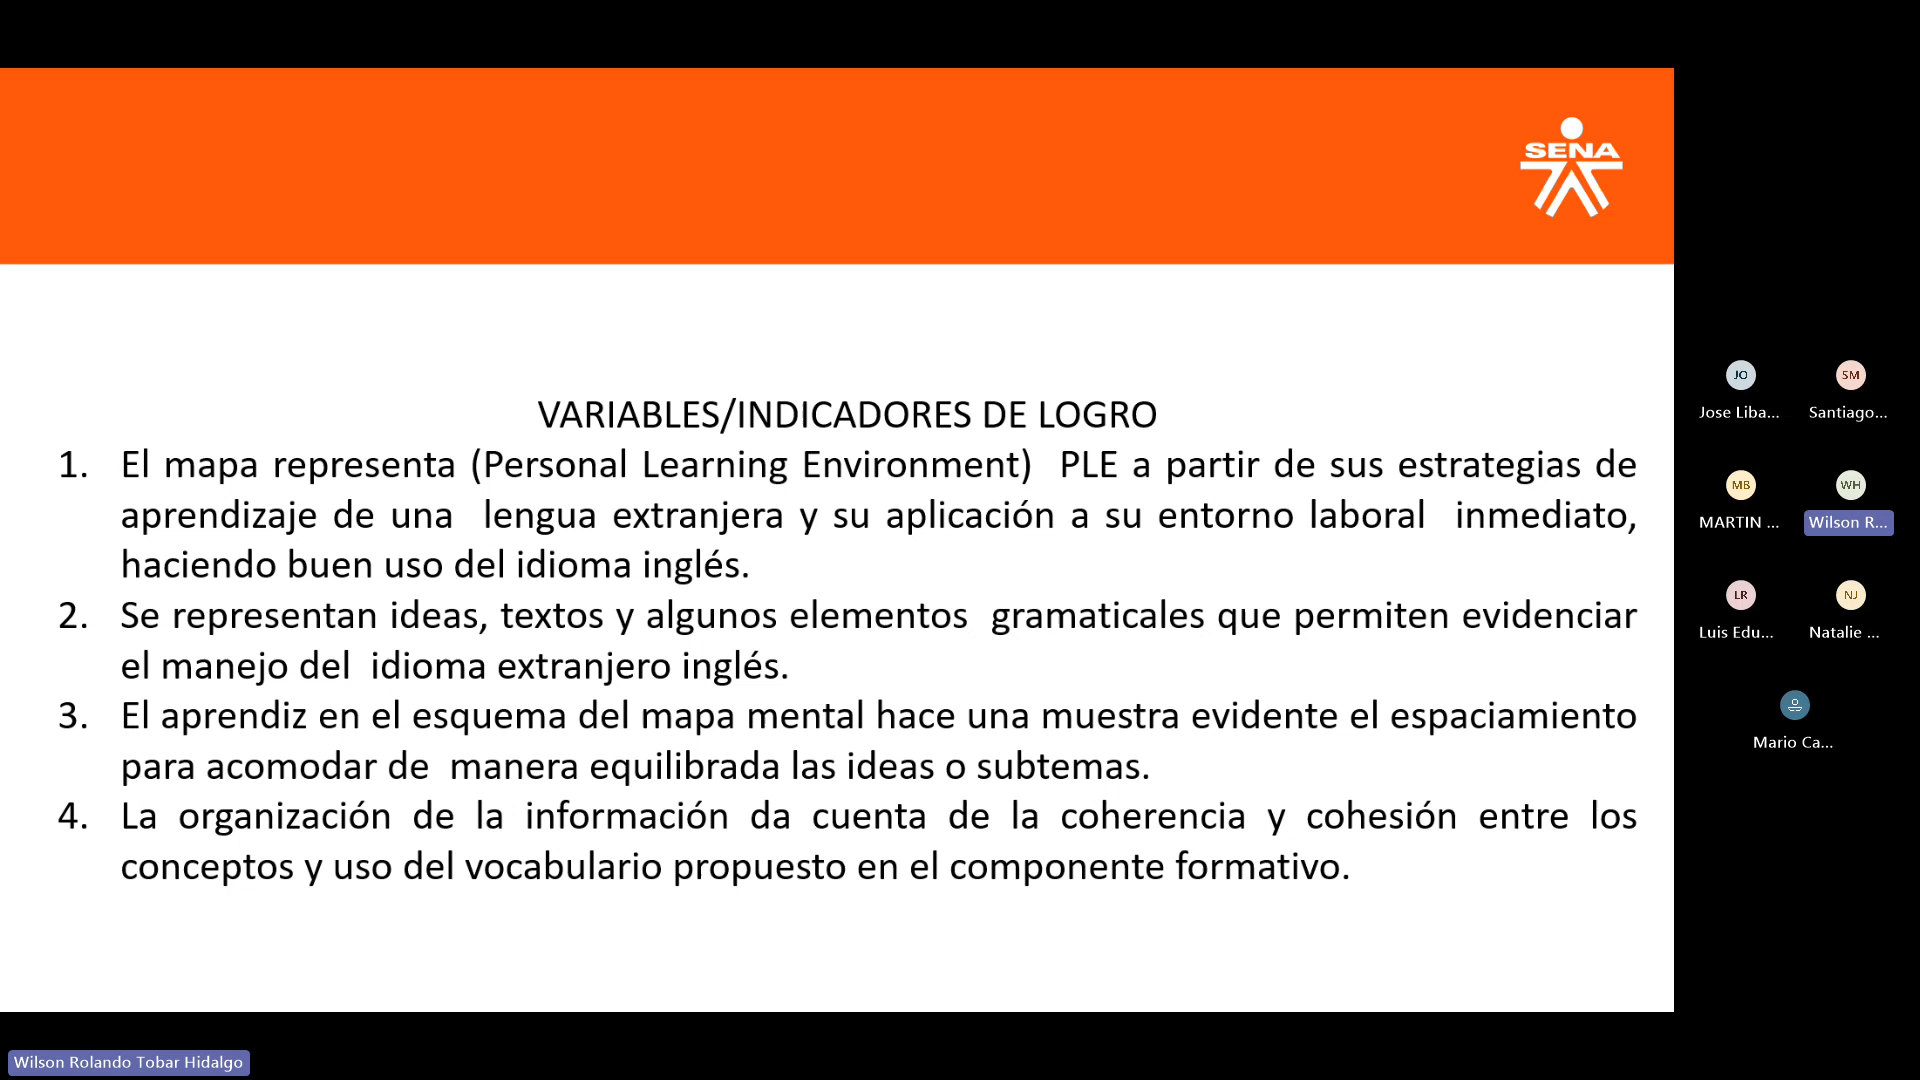 SENA
VARIABLES/INDICADORES DE LOGRO
1. El mapa representa (Personal Learning Environment) PLE a partir de sus estrategias de
aprendizaje de una lengua extranjera y su aplicación a su entorno laboral inmediato,
haciendo buen uso del idioma inglés.
2. Se representan ideas, textos y algunos elementos gramaticales que permiten evidenciar
el manejo del idioma extranjero inglés.
3. El aprendiz en el esquema del mapa mental hace una muestra evidente el espaciamiento
para acomodar de manera equilibrada las ideas o subtemas.
4. La organización de la información da cuenta de la coherencia y cohesión entre los
conceptos y uso del vocabulario propuesto en el componente formativo.
JO SM
Jose Liba... Santiago...
MB WH
MARTIN ... Wilson R...
LR NJ
Luis Edu... Natalie ...
Mario Ca...
Wilson Rolando Tobar Hidalgo